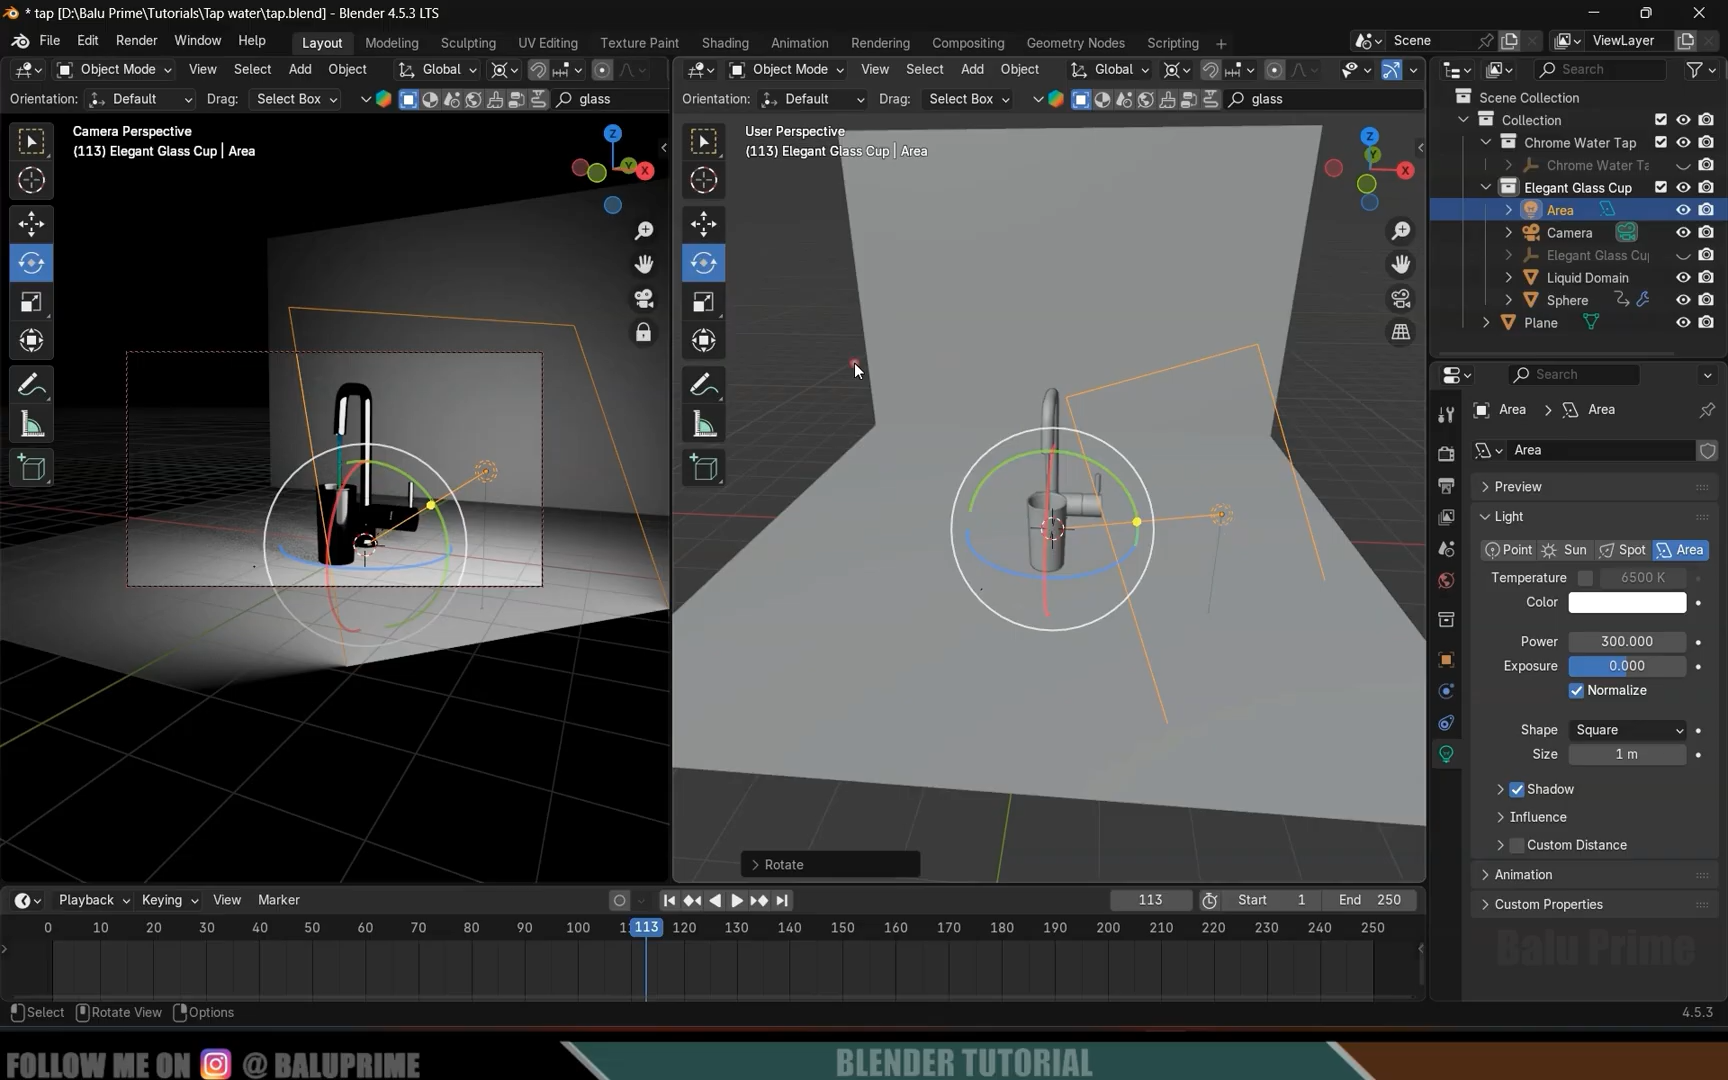 * tap [D:\Balu Prime\Tutorials\Tap water\tap.blend] - Blender 4.5.3 LTS
File Edit Render Window Help Layout Modeling Sculpting UV Editing Texture Paint Shading Animation Rendering Compositing Geometry Nodes Scripting + Scene ViewLayer
Object Mode View Select Add Object Global Object Mode View Select Add Object Global Search
Orientation: Default Drag: Select Box glass Orientation: Default Drag: Select Box glass
Scene Collection
Collection
Chrome Water Tap
Chrome Water Ta
Elegant Glass Cup
Area
Camera
Elegant Glass Cu
Liquid Domain
Sphere
Plane
Camera Perspective
(113) Elegant Glass Cup | Area
Z
Y
X
User Perspective
(113) Elegant Glass Cup | Area
Z
Y
X
Rotate
Search
Area > Area
Area
Preview
Light
Point Sun Spot Area
Temperature 6500 K
Color
Power 300.000
Exposure 0.000
Normalize
Shape Square
Size 1 m
Shadow
Influence
Custom Distance
Animation
Custom Properties
Balu Prime
Playback Keying View Marker 113 Start 1 End 250
0 10 20 30 40 50 60 70 80 90 100 113 120 130 140 150 160 170 180 190 200 210 220 230 240 250
Select Rotate View Options 4.5.3
FOLLOW ME ON @ BALUPRIME BLENDER TUTORIAL